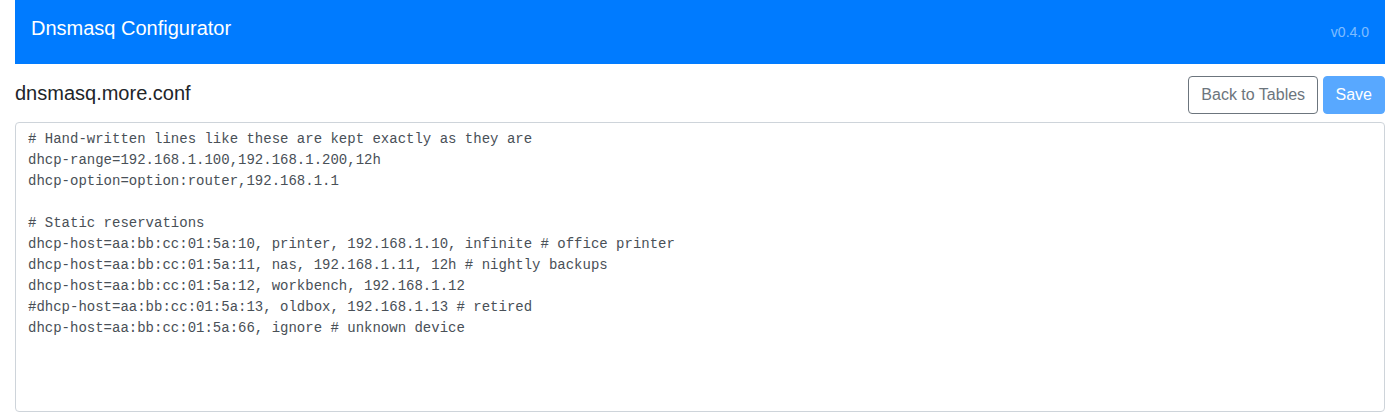 Dnsmasq Configurator
v0.4.0
dnsmasq.more.conf
Back to Tables
Save
# Hand-written lines like these are kept exactly as they are
dhcp-range=192.168.1.100,192.168.1.200,12h
dhcp-option=option:router,192.168.1.1

# Static reservations
dhcp-host=aa:bb:cc:01:5a:10, printer, 192.168.1.10, infinite # office printer
dhcp-host=aa:bb:cc:01:5a:11, nas, 192.168.1.11, 12h # nightly backups
dhcp-host=aa:bb:cc:01:5a:12, workbench, 192.168.1.12
#dhcp-host=aa:bb:cc:01:5a:13, oldbox, 192.168.1.13 # retired
dhcp-host=aa:bb:cc:01:5a:66, ignore # unknown device